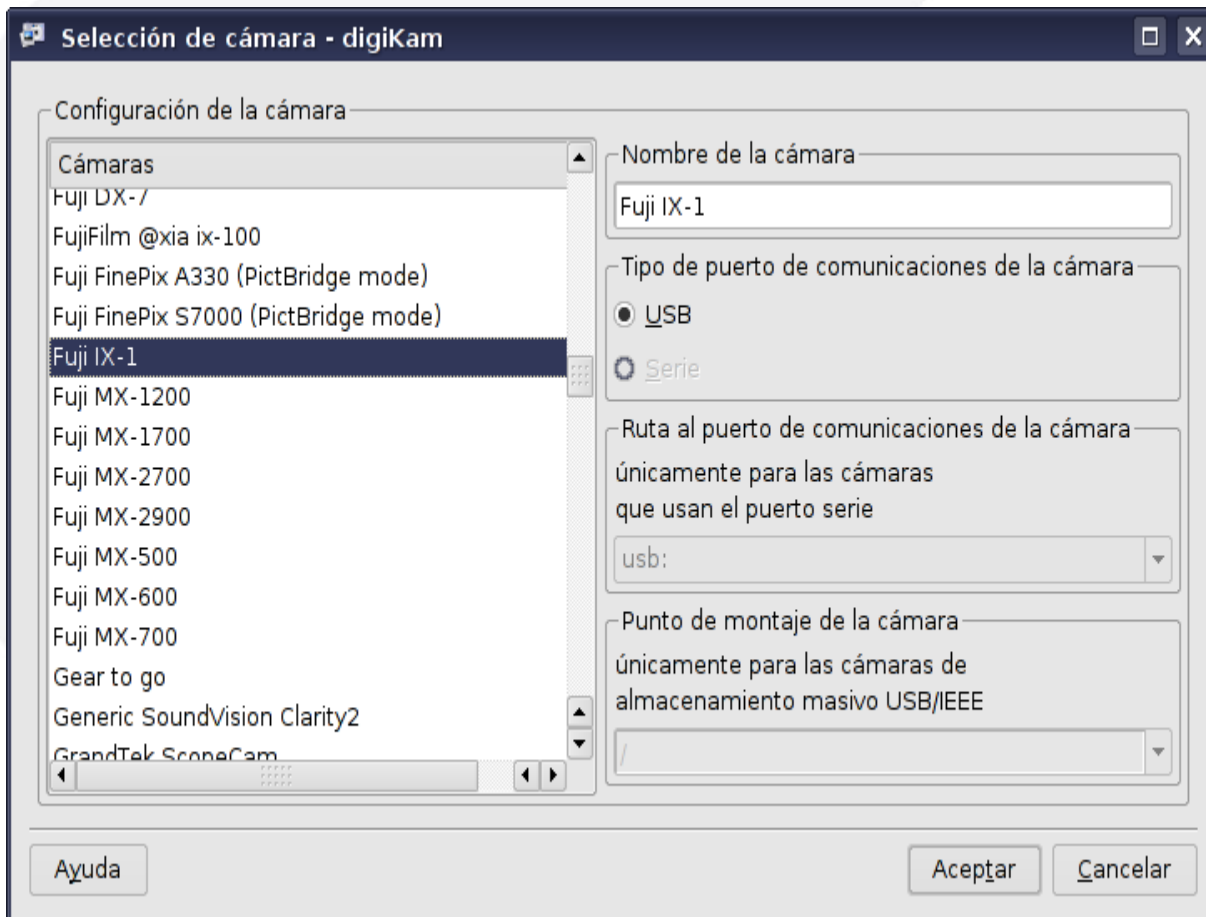 Selección de cámara - digiKam
Configuración de la cámara
Cámaras
Fuji DX-7
FujiFilm @xia ix-100
Fuji FinePix A330 (PictBridge mode)
Fuji FinePix S7000 (PictBridge mode)
Fuji IX-1
Fuji MX-1200
Fuji MX-1700
Fuji MX-2700
Fuji MX-2900
Fuji MX-500
Fuji MX-600
Fuji MX-700
Gear to go
Generic SoundVision Clarity2
GrandTek ScopeCam
Nombre de la cámara
Fuji IX-1
Tipo de puerto de comunicaciones de la cámara
USB
Serie
Ruta al puerto de comunicaciones de la cámara
únicamente para las cámaras
que usan el puerto serie
usb:
Punto de montaje de la cámara
únicamente para las cámaras de
almacenamiento masivo USB/IEEE
/
Ayuda
Aceptar
Cancelar